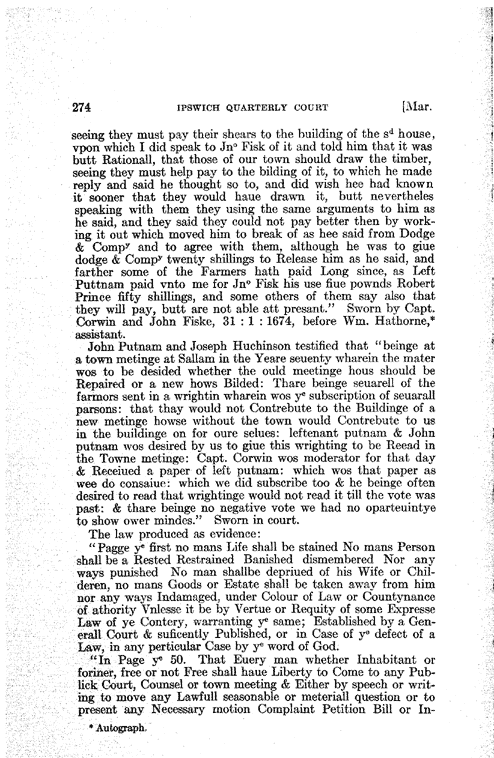 274 IPSWICH QUARTERLY COURT [Mar.
seeing they must pay their shears to the building of the sᵈ house,
vpon which I did speak to Jnᵒ Fisk of it and told him that it was
butt Rationall, that those of our town should draw the timber,
seeing they must help pay to the bilding of it, to which he made
reply and said he thought so to, and did wish hee had known
it sooner that they would haue drawn it, butt nevertheles
speaking with them they using the same arguments to him as
he said, and they said they could not pay better then by work-
ing it out which moved him to break of as hee said from Dodge
& Compʸ and to agree with them, although he was to giue
dodge & Compʸ twenty shillings to Release him as he said, and
farther some of the Farmers hath paid Long since, as Left
Puttnam paid vnto me for Jnᵒ Fisk his use fiue pownds Robert
Prince fifty shillings, and some others of them say also that
they will pay, butt are not able att presant." Sworn by Capt.
Corwin and John Fiske, 31 : 1 : 1674, before Wm. Hathorne,*
assistant.
John Putnam and Joseph Huchinson testified that "beinge at
a town metinge at Sallam in the Yeare seuenty wharein the mater
wos to be desided whether the ould meetinge hous should be
Repaired or a new hows Bilded: Thare beinge seuarell of the
farmors sent in a wrightin wharein wos yᵉ subscription of seuarall
parsons: that thay would not Contrebute to the Buildinge of a
new metinge howse without the town would Contrebute to us
in the buildinge on for oure selues: leftenant putnam & John
putnam wos desired by us to giue this wrighting to be Reead in
the Towne metinge: Capt. Corwin wos moderator for that day
& Receiued a paper of left putnam: which wos that paper as
wee do consaiue: which we did subscribe too & he beinge often
desired to read that wrightinge would not read it till the vote was
past: & thare beinge no negative vote we had no oparteuintye
to show ower mindes." Sworn in court.
The law produced as evidence:
"Pagge yᵉ first no mans Life shall be stained No mans Person
shall be a Rested Restrained Banished dismembered Nor any
ways punished No man shallbe depriued of his Wife or Chil-
deren, no mans Goods or Estate shall be taken away from him
nor any ways Indamaged, under Colour of Law or Countynance
of athority Vnlesse it be by Vertue or Requity of some Expresse
Law of ye Contery, warranting yᵉ same; Established by a Gen-
erall Court & suficently Published, or in Case of yᵉ defect of a
Law, in any perticular Case by yᵉ word of God.
"In Page yᵉ 50. That Euery man whether Inhabitant or
foriner, free or not Free shall haue Liberty to Come to any Pub-
lick Court, Counsel or town meeting & Either by speech or writ-
ing to move any Lawfull seasonable or meteriall question or to
present any Necessary motion Complaint Petition Bill or In-
* Autograph.